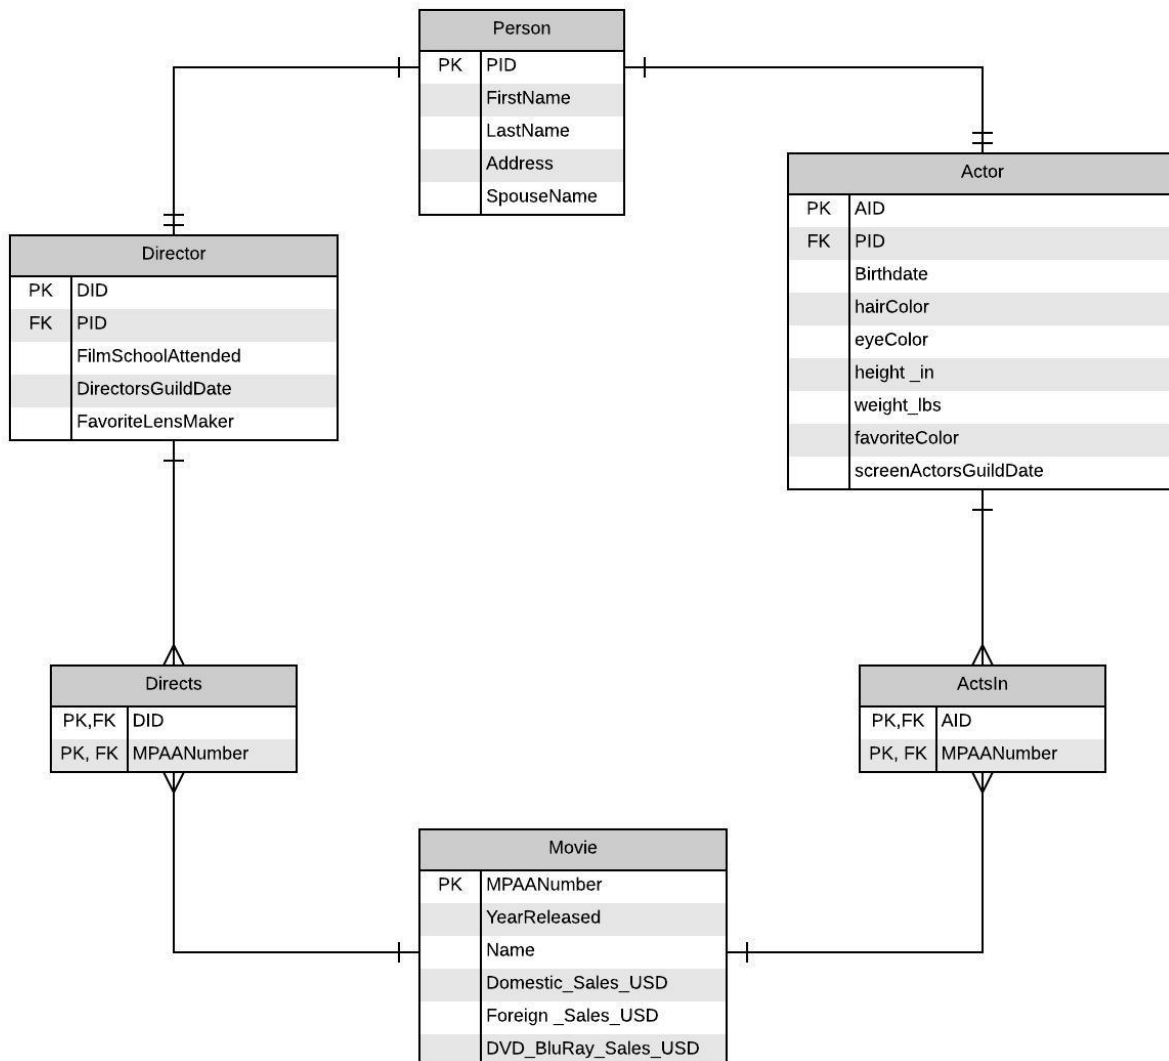 Person
PK PID
FirstName
LastName
Address
SpouseName
Actor
PK AID
FK PID
Birthdate
hairColor
eyeColor
height _in
weight_lbs
favoriteColor
screenActorsGuildDate
Director
PK DID
FK PID
FilmSchoolAttended
DirectorsGuildDate
FavoriteLensMaker
Directs
PK,FK DID
PK, FK MPAANumber
ActsIn
PK,FK AID
PK, FK MPAANumber
Movie
PK MPAANumber
YearReleased
Name
Domestic_Sales_USD
Foreign _Sales_USD
DVD_BluRay_Sales_USD